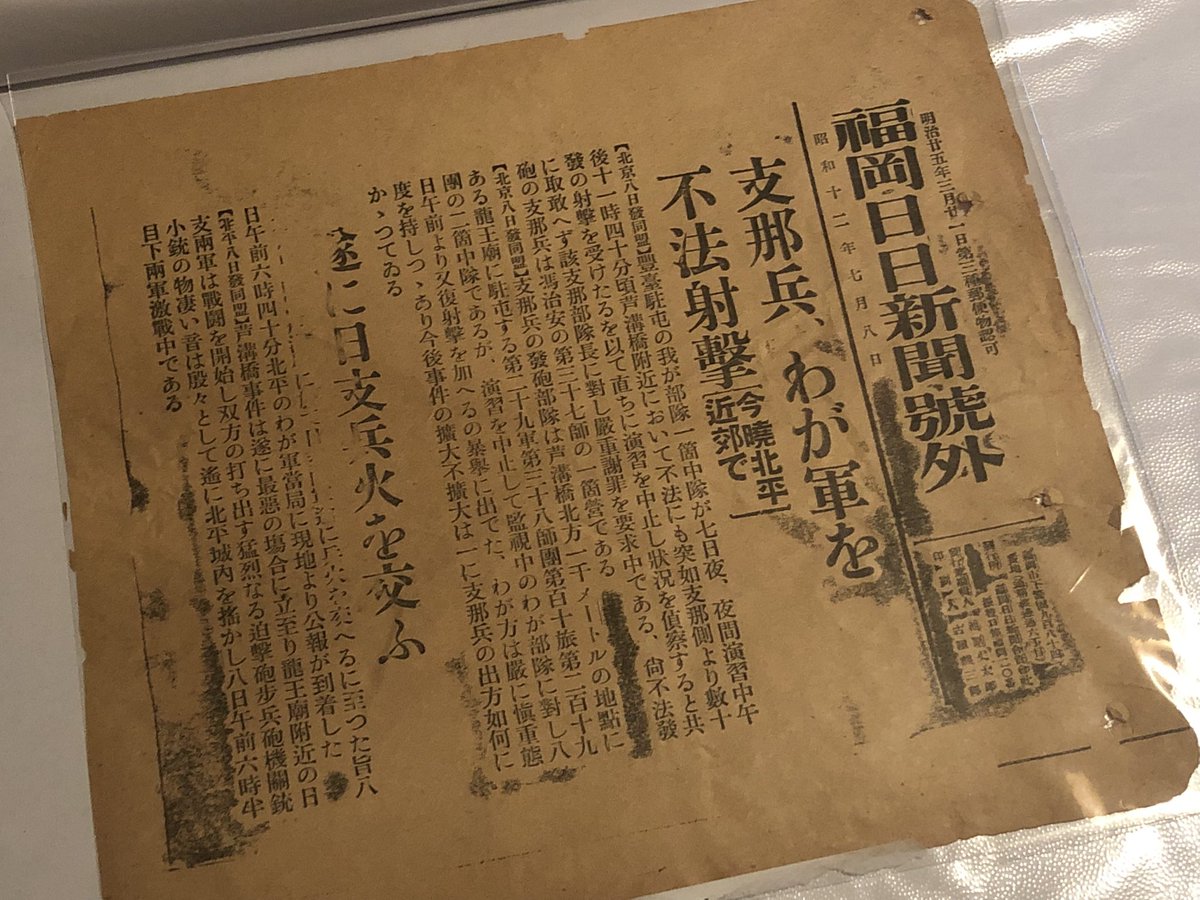 明治廿五年三月廿一日第三種郵便物認可
福岡日日新聞號外
昭和十二年七月八日
支那兵、わが軍を
不法射擊
今曉北平
近郊で
【北京八日發同盟】豐臺駐屯の我が部隊一箇中隊が七日夜、夜間演習中午
後十一時四十分頃芦溝橋附近において不法にも突如支那側より數十
發の射擊を受けたるを以て直ちに演習を中止し狀況を偵察すると共
に取敢へず該支那部隊長に對し嚴重謝罪を要求中である、尙不法發
砲の支那兵は馮治安の第三十七師の一箇營である
【北京八日發同盟】支那兵の發砲部隊は芦溝橋北方一千メートルの地點に
ある龍王廟に駐屯する第二十九軍第三十八師團第百十旅第二百十九
團の二箇中隊であるが、演習を中止して監視中のわが部隊に對し八
日午前より又復射擊を加へるの暴擧に出でた、わが方は嚴に愼重態
度を持しつゝあり今後事件の擴大不擴大は一に支那兵の出方如何に
かゝつてゐる
遂に日支兵火を交ふ
へるに至つた旨八
日午前六時四十分北平のわが軍當局に現地より公報が到着した
【北平八日發同盟】芦溝橋事件は遂に最惡の場合に立至り龍王廟附近の日
支兩軍は戰鬪を開始し双方の打ち出す猛烈なる迫擊砲步兵砲機關銃
小銃の物凄い音は殷々として遙に北平城內を搖かし八日午前六時半
目下兩軍激戰中である